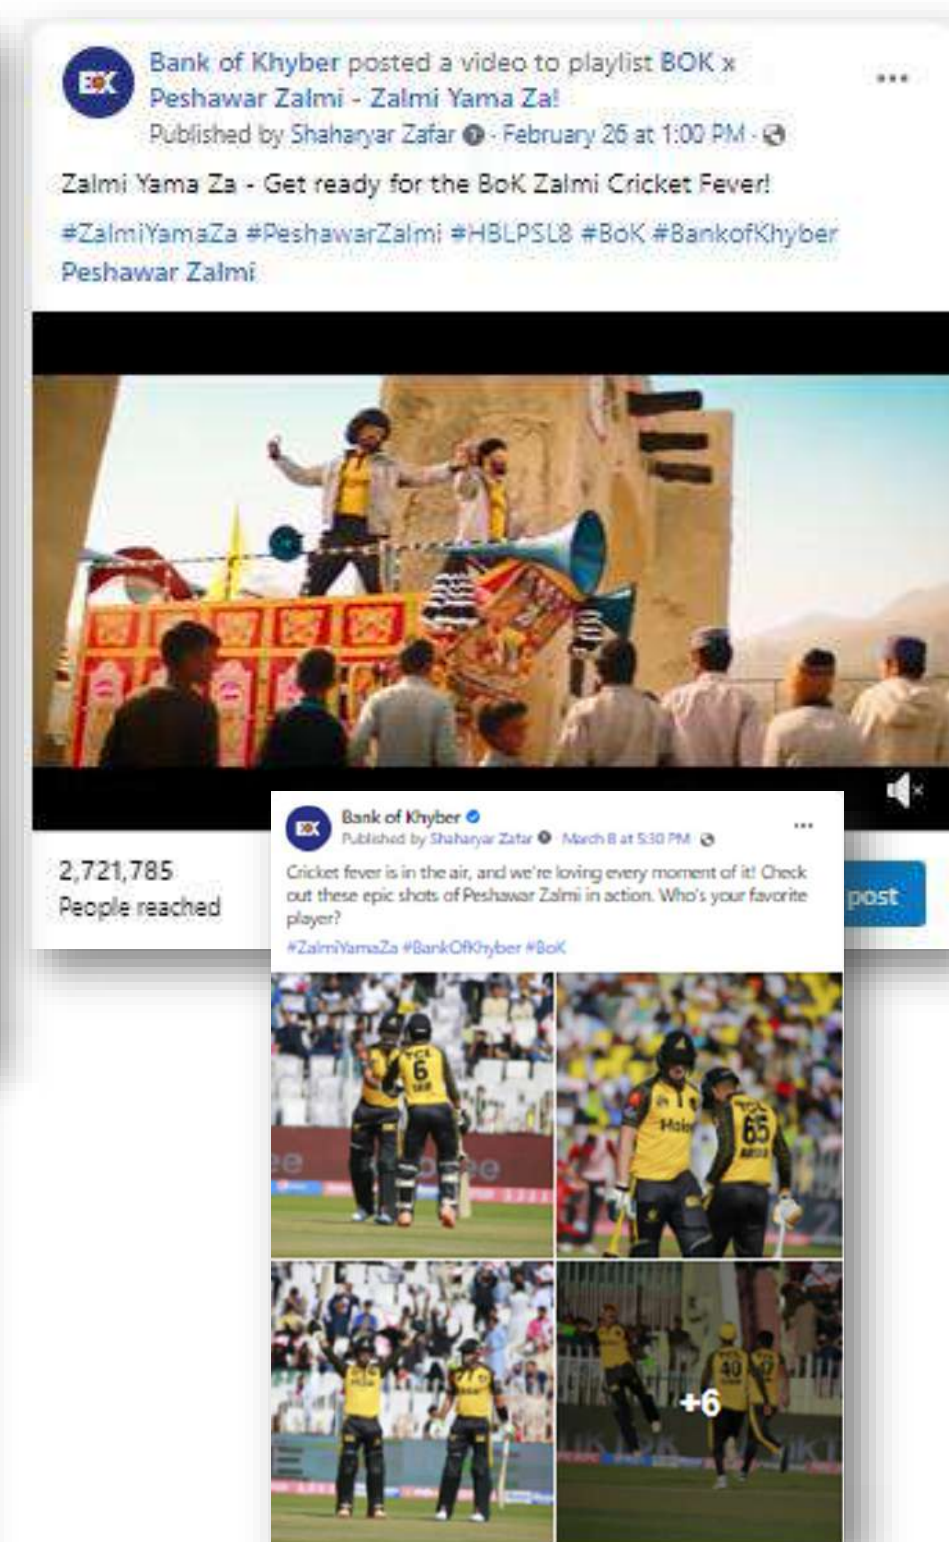 BOK
Bank of Khyber posted a video to playlist BOK x
Peshawar Zalmi - Zalmi Yama Za!
Published by Shaharyar Zafar · February 26 at 1:00 PM ·
Zalmi Yama Za - Get ready for the BoK Zalmi Cricket Fever!
#ZalmiYamaZa #PeshawarZalmi #HBLPSL8 #BoK #BankofKhyber
Peshawar Zalmi
2,721,785
People reached
post
BOK
Bank of Khyber
Published by Shaharyar Zafar · March 8 at 5:30 PM ·
Cricket fever is in the air, and we're loving every moment of it! Check
out these epic shots of Peshawar Zalmi in action. Who's your favorite
player?
#ZalmiYamaZa #BankOfKhyber #BoK
TCL
6
Haier
TCL
65
+6
40